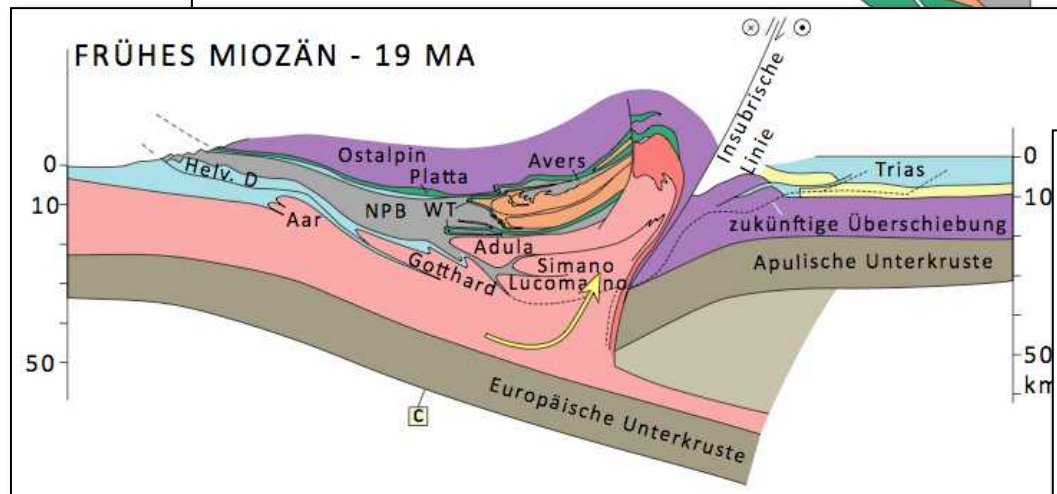 FRÜHES MIOZÄN - 19 MA
Insubrische
Linie
0
10
50
Ostalpin
Platta
Avers
Helv. D
NPB
WT
Aar
Adula
Gotthard
Simano
Lucomagno
Trias
zukünftige Überschiebung
Apulische Unterkruste
Europäische Unterkruste
C
0
10
50
km